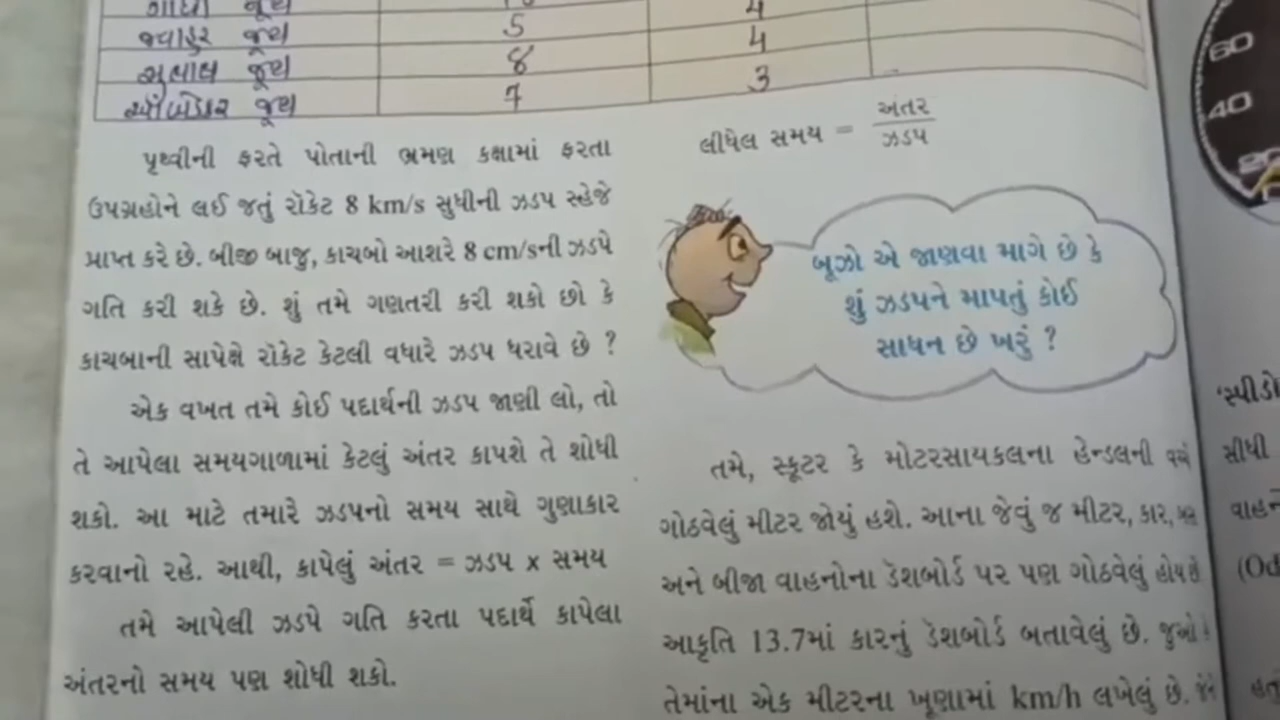 ગાંધી જૂથ
જવાહર જૂથ 5 4
સુભાષ જૂથ 8 4
આંબેડકર જૂથ 7 3
પૃથ્વીની ફરતે પોતાની ભ્રમણ કક્ષામાં ફરતા
ઉપગ્રહોને લઈ જતું રૉકેટ 8 km/s સુધીની ઝડપ સ્હેજે
પ્રાપ્ત કરે છે. બીજી બાજુ, કાચબો આશરે 8 cm/sની ઝડપે
ગતિ કરી શકે છે. શું તમે ગણતરી કરી શકો છો કે
કાચબાની સાપેક્ષે રૉકેટ કેટલી વધારે ઝડપ ધરાવે છે ?
એક વખત તમે કોઈ પદાર્થની ઝડપ જાણી લો, તો
તે આપેલા સમયગાળામાં કેટલું અંતર કાપશે તે શોધી
શકો. આ માટે તમારે ઝડપનો સમય સાથે ગુણાકાર
કરવાનો રહે. આથી, કાપેલું અંતર = ઝડપ x સમય
તમે આપેલી ઝડપે ગતિ કરતા પદાર્થે કાપેલા
અંતરનો સમય પણ શોધી શકો.
લીધેલ સમય = અંતર
ઝડપ
બૂઝો એ જાણવા માગે છે કે
શું ઝડપને માપતું કોઈ
સાધન છે ખરું ?
તમે, સ્કૂટર કે મોટરસાયકલના હેન્ડલની વચ્ચે
ગોઠવેલું મીટર જોયું હશે. આના જેવું જ મીટર, કાર, બસ
અને બીજા વાહનોના ડૅશબોર્ડ પર પણ ગોઠવેલું હોય છે
આકૃતિ 13.7માં કારનું ડૅશબોર્ડ બતાવેલું છે. જુઓ કે
તેમાંના એક મીટરના ખૂણામાં km/h લખેલું છે.
60
40
20
'સ્પીડો
સીધી
(Od